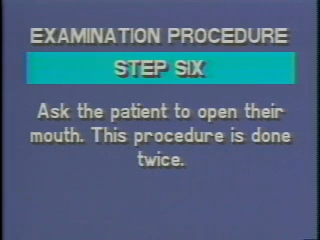 EXAMINATION PROCEDURE
STEP SIX
Ask the patient to open their
mouth. This procedure is done
twice.